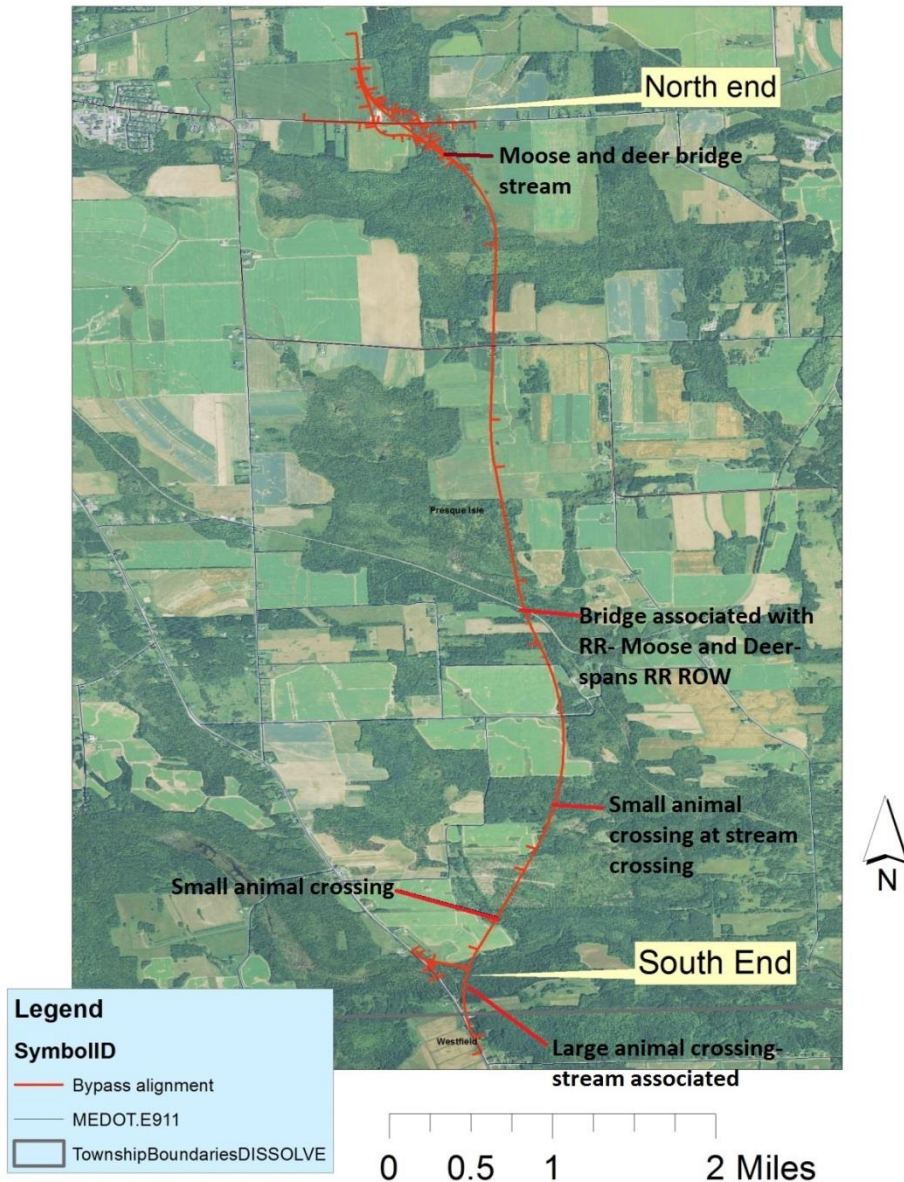 North end
Moose and deer bridge
stream
Presque Isle
Bridge associated with
RR- Moose and Deer-
spans RR ROW
Small animal
crossing at stream
crossing
Small animal crossing
N
South End
Large animal crossing-
stream associated
Westfield
Legend
SymbolID
Bypass alignment
MEDOT.E911
TownshipBoundariesDISSOLVE
0 0.5 1 2 Miles